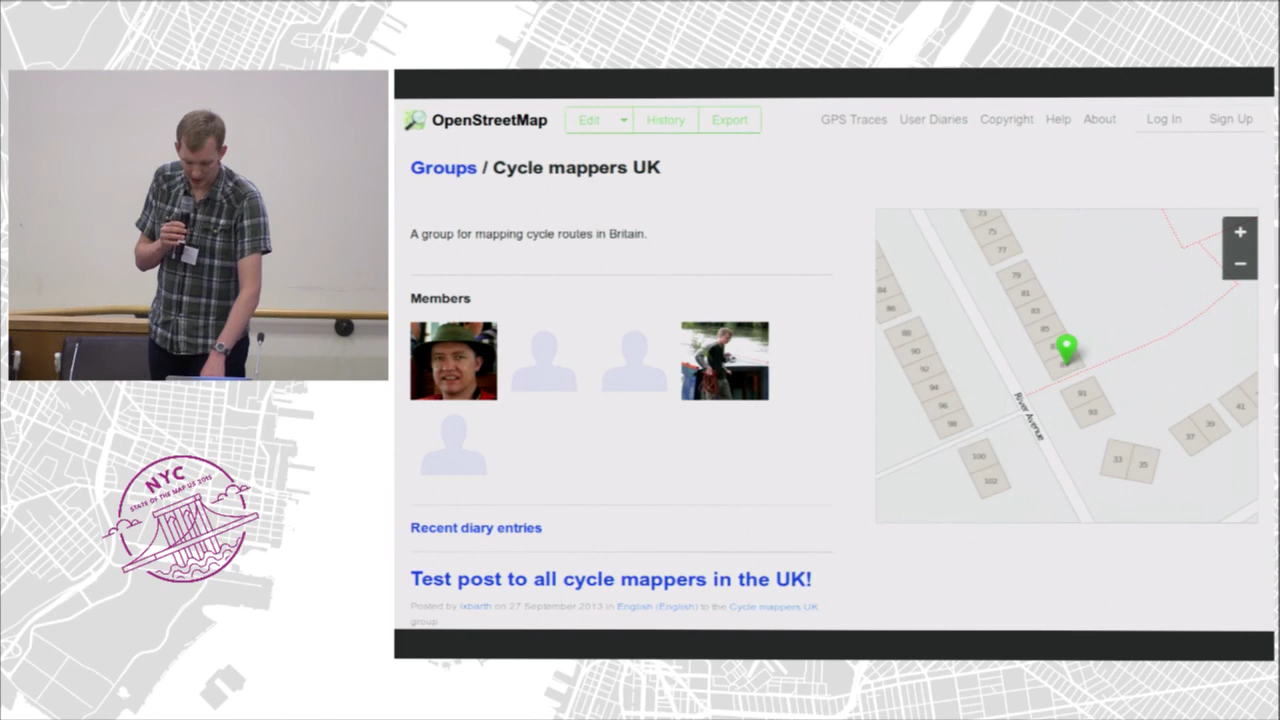 OpenStreetMap Edit History Export GPS Traces User Diaries Copyright Help About Log In Sign Up
Groups / Cycle mappers UK
A group for mapping cycle routes in Britain.
Members
Recent diary entries
Test post to all cycle mappers in the UK!
Posted by lxbarth on 27 September 2013 in English (English) to the Cycle mappers UK
group
+
−
73
75
77
79
81
83
85
84
86
88
90
92
94
96
98
100
102
91
93
33
35
37
39
41
River Avenue
NYC
STATE OF THE MAP US 2015